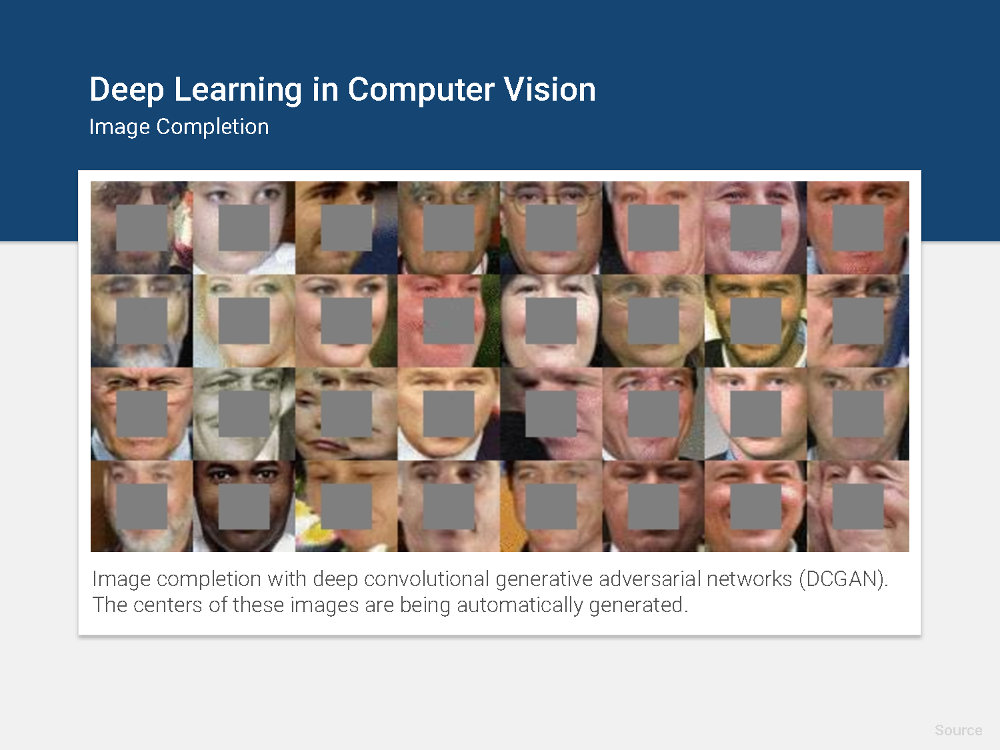 Deep Learning in Computer Vision
Image Completion
Image completion with deep convolutional generative adversarial networks (DCGAN).
The centers of these images are being automatically generated.
Source